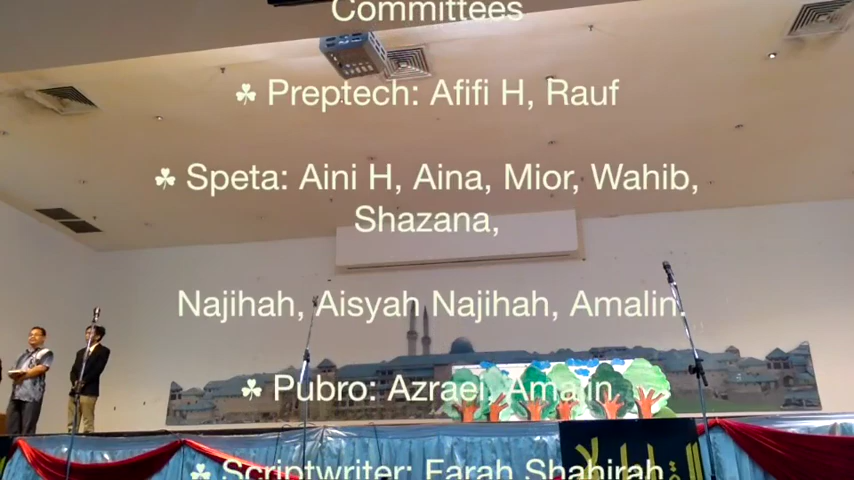 Committees
☘ Preptech: Afifi H, Rauf
☘ Speta: Aini H, Aina, Mior, Wahib,
Shazana,
Najihah, Aisyah Najihah, Amalin.
☘ Pubro: Azraei, Amalin
☘ Scriptwriter: Farah Shahirah